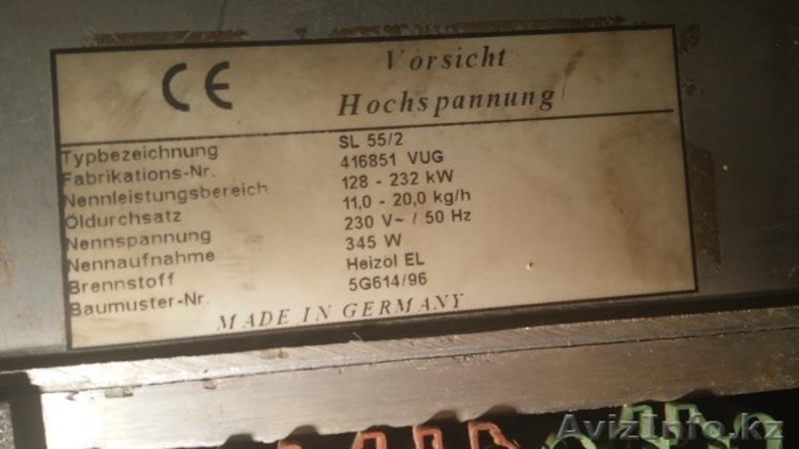 CE
Vorsicht
Hochspannung
Typbezeichnung SL 55/2
Fabrikations-Nr. 416851 VUG
Nennleistungsbereich 128 - 232 kW
Öldurchsatz 11,0 - 20,0 kg/h
Nennspannung 230 V~ / 50 Hz
Nennaufnahme 345 W
Brennstoff Heizöl EL
Baumuster-Nr. 5G614/96
MADE IN GERMANY
AvizInfo.kz